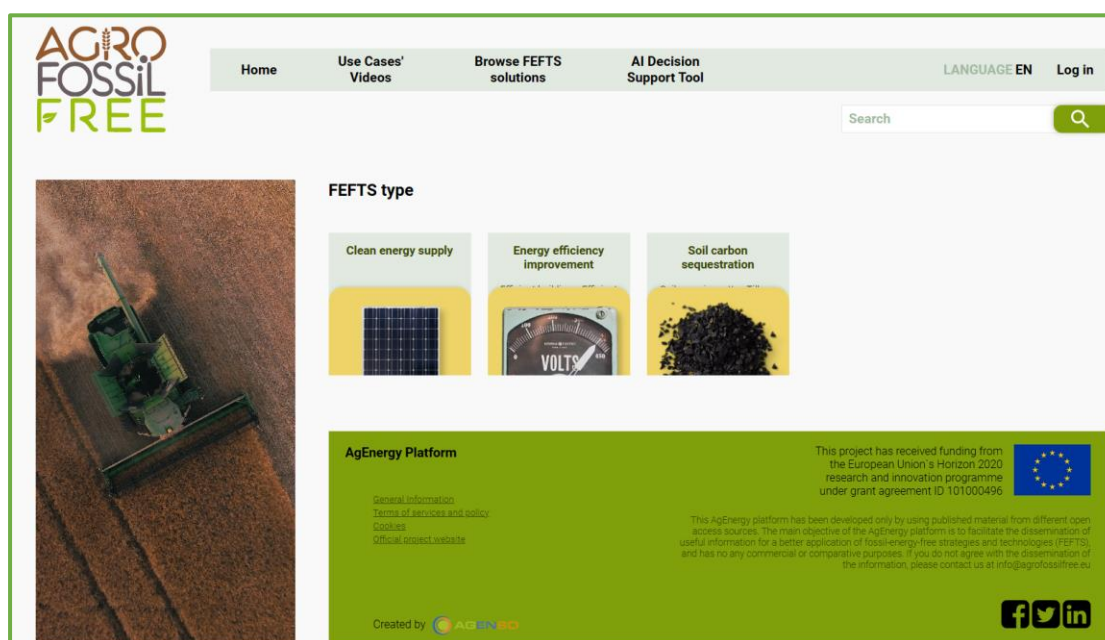 AGRO
FOSSIL
FREE
Home
Use Cases'
Videos
Browse FEFTS
solutions
AI Decision
Support Tool
LANGUAGE EN
Log in
Search
FEFTS type
Clean energy supply
Energy efficiency
improvement
Soil carbon
sequestration
VOLTS
AgEnergy Platform
General Information
Terms of services and policy
Cookies
Official project website
This project has received funding from
the European Union`s Horizon 2020
research and innovation programme
under grant agreement ID 101000496
This AgEnergy platform has been developed only by using published material from different open
access sources. The main objective of the AgEnergy platform is to facilitate the dissemination of
useful information for a better application of fossil-energy-free strategies and technologies (FEFTS),
and has no any commercial or comparative purposes. If you do not agree with the dissemination of
the information, please contact us at info@agrofossilfree.eu
Created by AGENSO